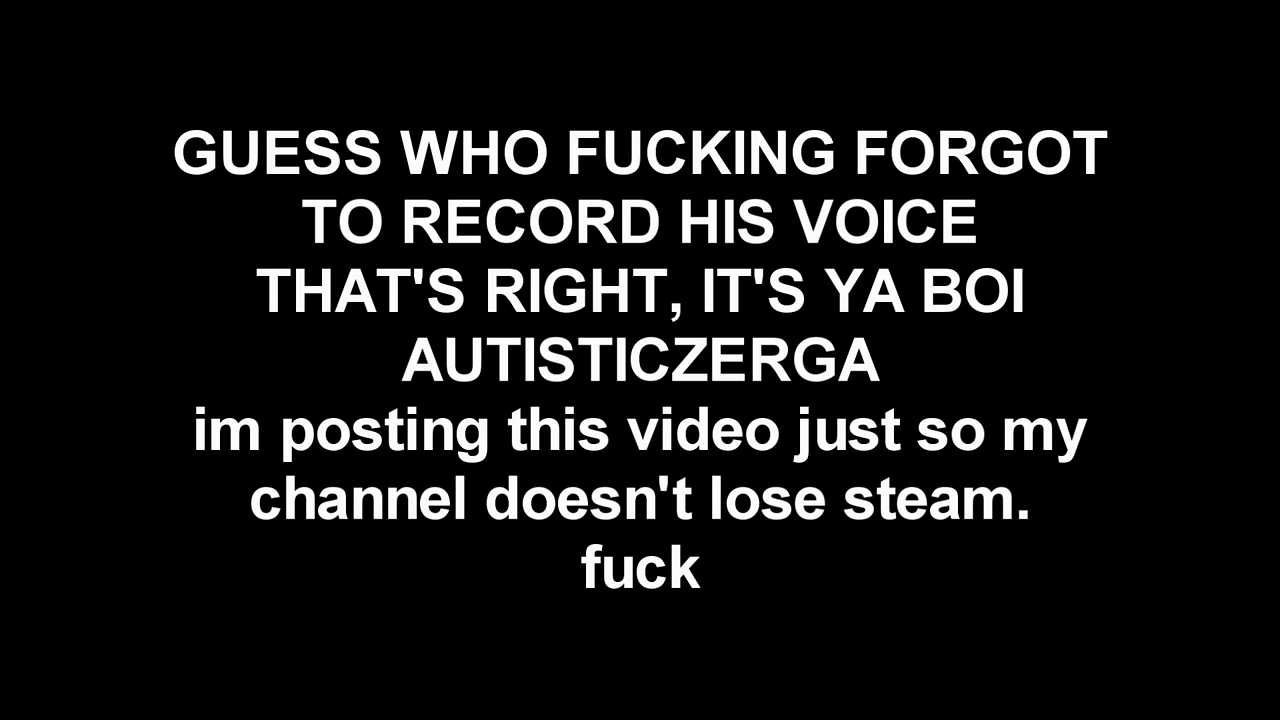 GUESS WHO FUCKING FORGOT
TO RECORD HIS VOICE
THAT'S RIGHT, IT'S YA BOI
AUTISTICZERGA
im posting this video just so my
channel doesn't lose steam.
fuck